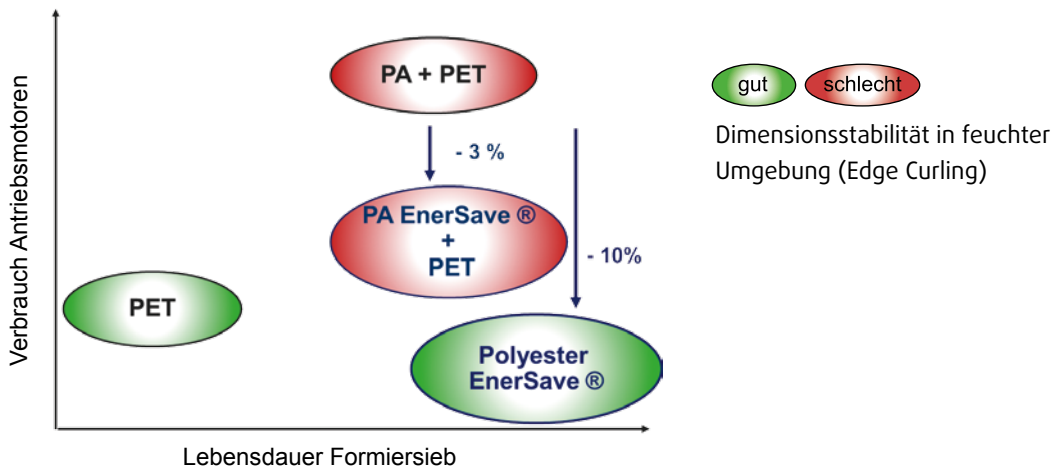 Verbrauch Antriebsmotoren
PA + PET
- 3 %
PA EnerSave ®
+
PET
- 10%
PET
Polyester
EnerSave ®
Lebensdauer Formiersieb
gut
schlecht
Dimensionsstabilität in feuchter
Umgebung (Edge Curling)